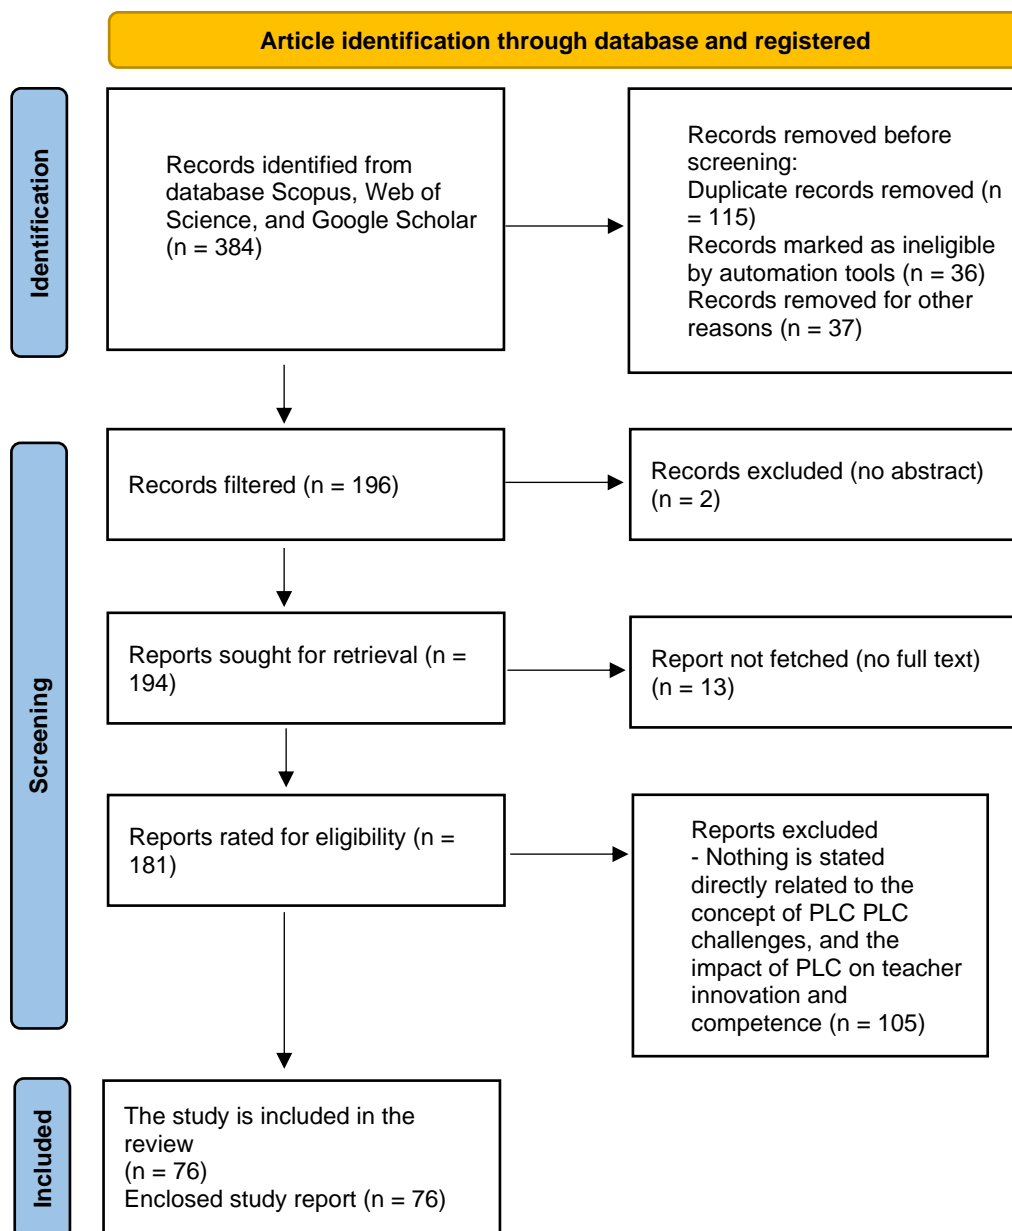 Article identification through database and registered
Identification
Records identified from
database Scopus, Web of
Science, and Google Scholar
(n = 384)
Records removed before
screening:
Duplicate records removed (n
= 115)
Records marked as ineligible
by automation tools (n = 36)
Records removed for other
reasons (n = 37)
Screening
Records filtered (n = 196)
Records excluded (no abstract)
(n = 2)
Reports sought for retrieval (n =
194)
Report not fetched (no full text)
(n = 13)
Reports rated for eligibility (n =
181)
Reports excluded
- Nothing is stated
directly related to the
concept of PLC PLC
challenges, and the
impact of PLC on teacher
innovation and
competence (n = 105)
Included
The study is included in the
review
(n = 76)
Enclosed study report (n = 76)